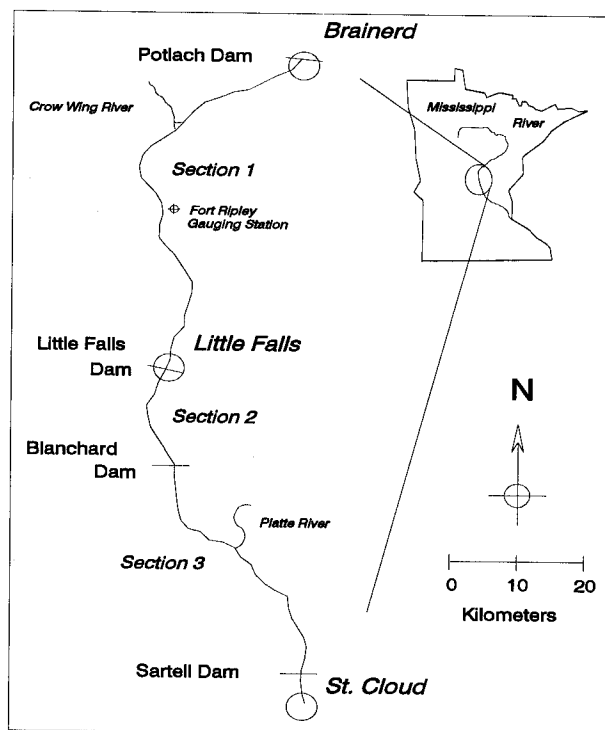 Brainerd
Potlach Dam
Crow Wing River
Mississippi
River
Section 1
Fort Ripley
Gauging Station
Little Falls
Dam
Little Falls
Section 2
Blanchard
Dam
N
Platte River
Section 3
0 10 20
Kilometers
Sartell Dam
St. Cloud